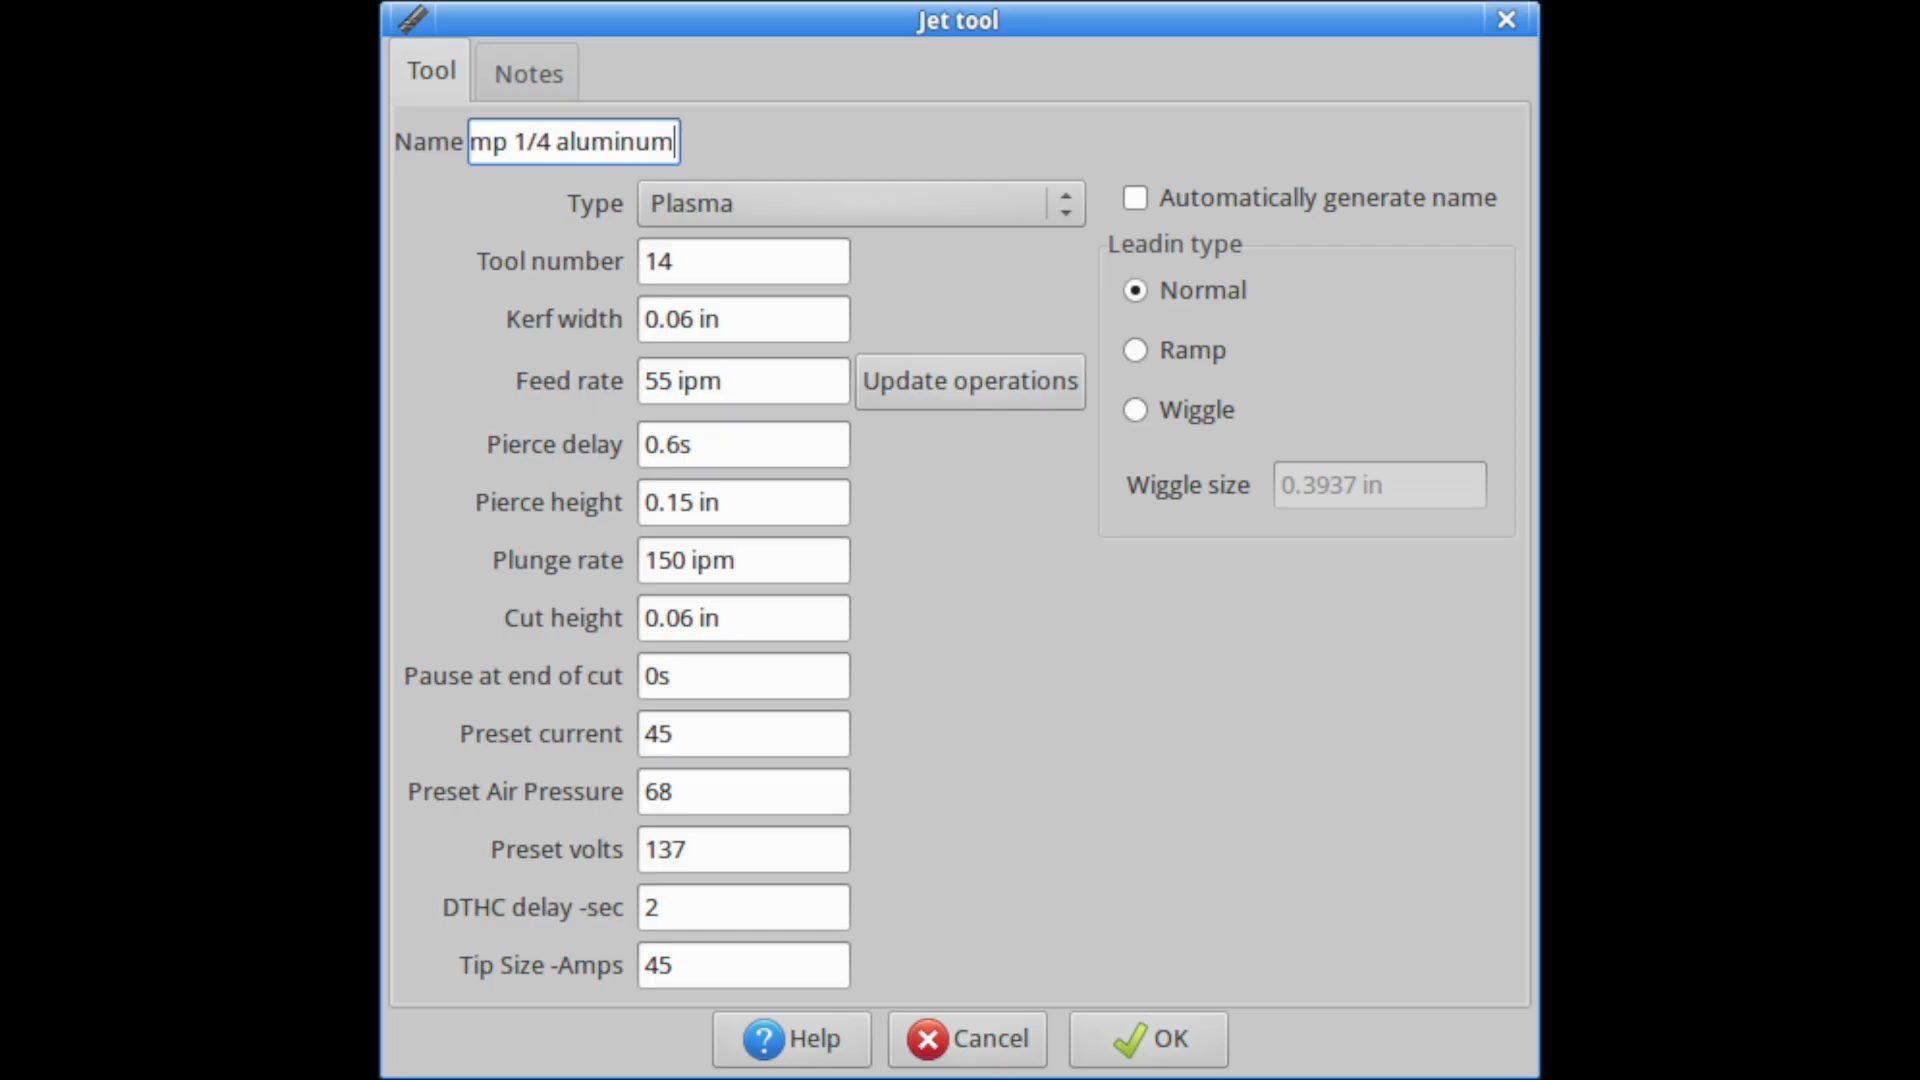 Jet tool
Tool
Notes
Name mp 1/4 aluminum
Type Plasma
Automatically generate name
Tool number 14
Leadin type
Normal
Kerf width 0.06 in
Ramp
Feed rate 55 ipm Update operations
Wiggle
Pierce delay 0.6s
Wiggle size 0.3937 in
Pierce height 0.15 in
Plunge rate 150 ipm
Cut height 0.06 in
Pause at end of cut 0s
Preset current 45
Preset Air Pressure 68
Preset volts 137
DTHC delay -sec 2
Tip Size -Amps 45
Help Cancel OK